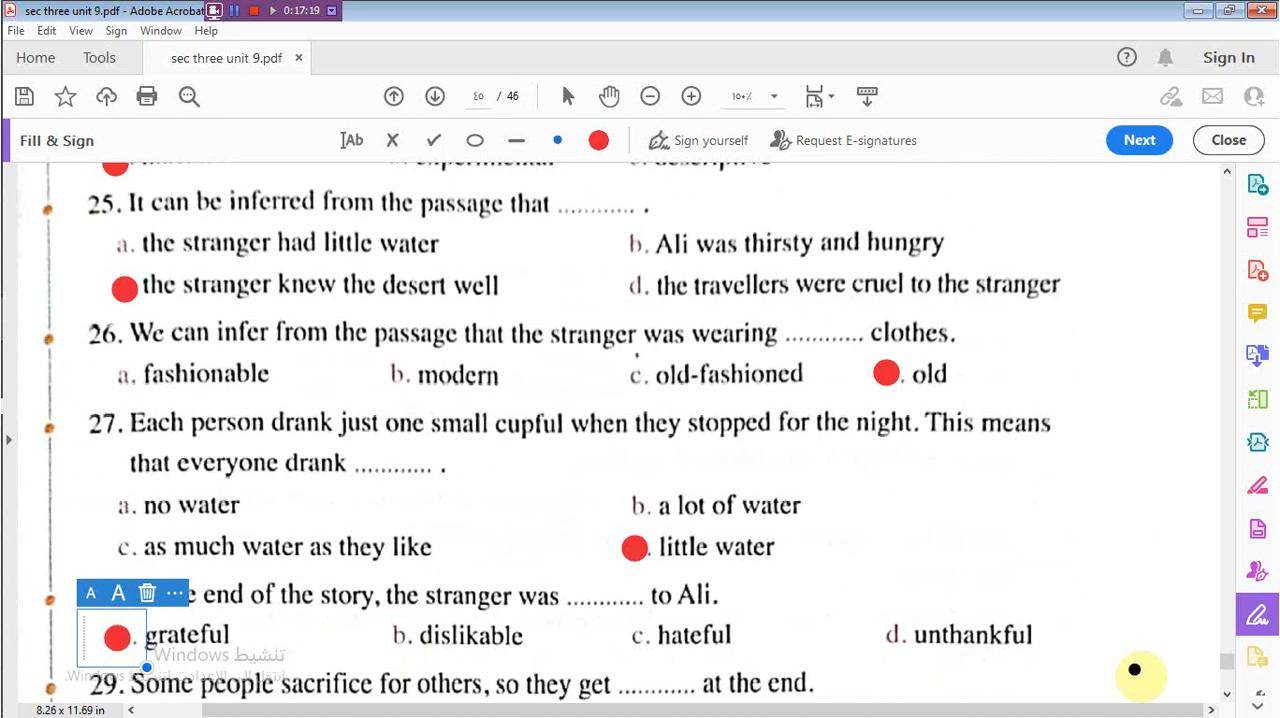 sec three unit 9.pdf - Adobe Acrobat
0:17:19
File Edit View Sign Window Help
Home Tools sec three unit 9.pdf × Sign In
٤٥ / 46 ١٥٠٪
Fill & Sign Ab Sign yourself Request E-signatures Next Close
25. It can be inferred from the passage that ............ .
a. the stranger had little water b. Ali was thirsty and hungry
the stranger knew the desert well d. the travellers were cruel to the stranger
26. We can infer from the passage that the stranger was wearing ............ clothes.
a. fashionable b. modern c. old-fashioned . old
27. Each person drank just one small cupful when they stopped for the night. This means
that everyone drank ............ .
a. no water b. a lot of water
c. as much water as they like . little water
A A ... e end of the story, the stranger was ............ to Ali.
. grateful b. dislikable c. hateful d. unthankful
تنشيط Windows
29. Some people sacrifice for others, so they get ............ at the end.
8.26 x 11.69 in